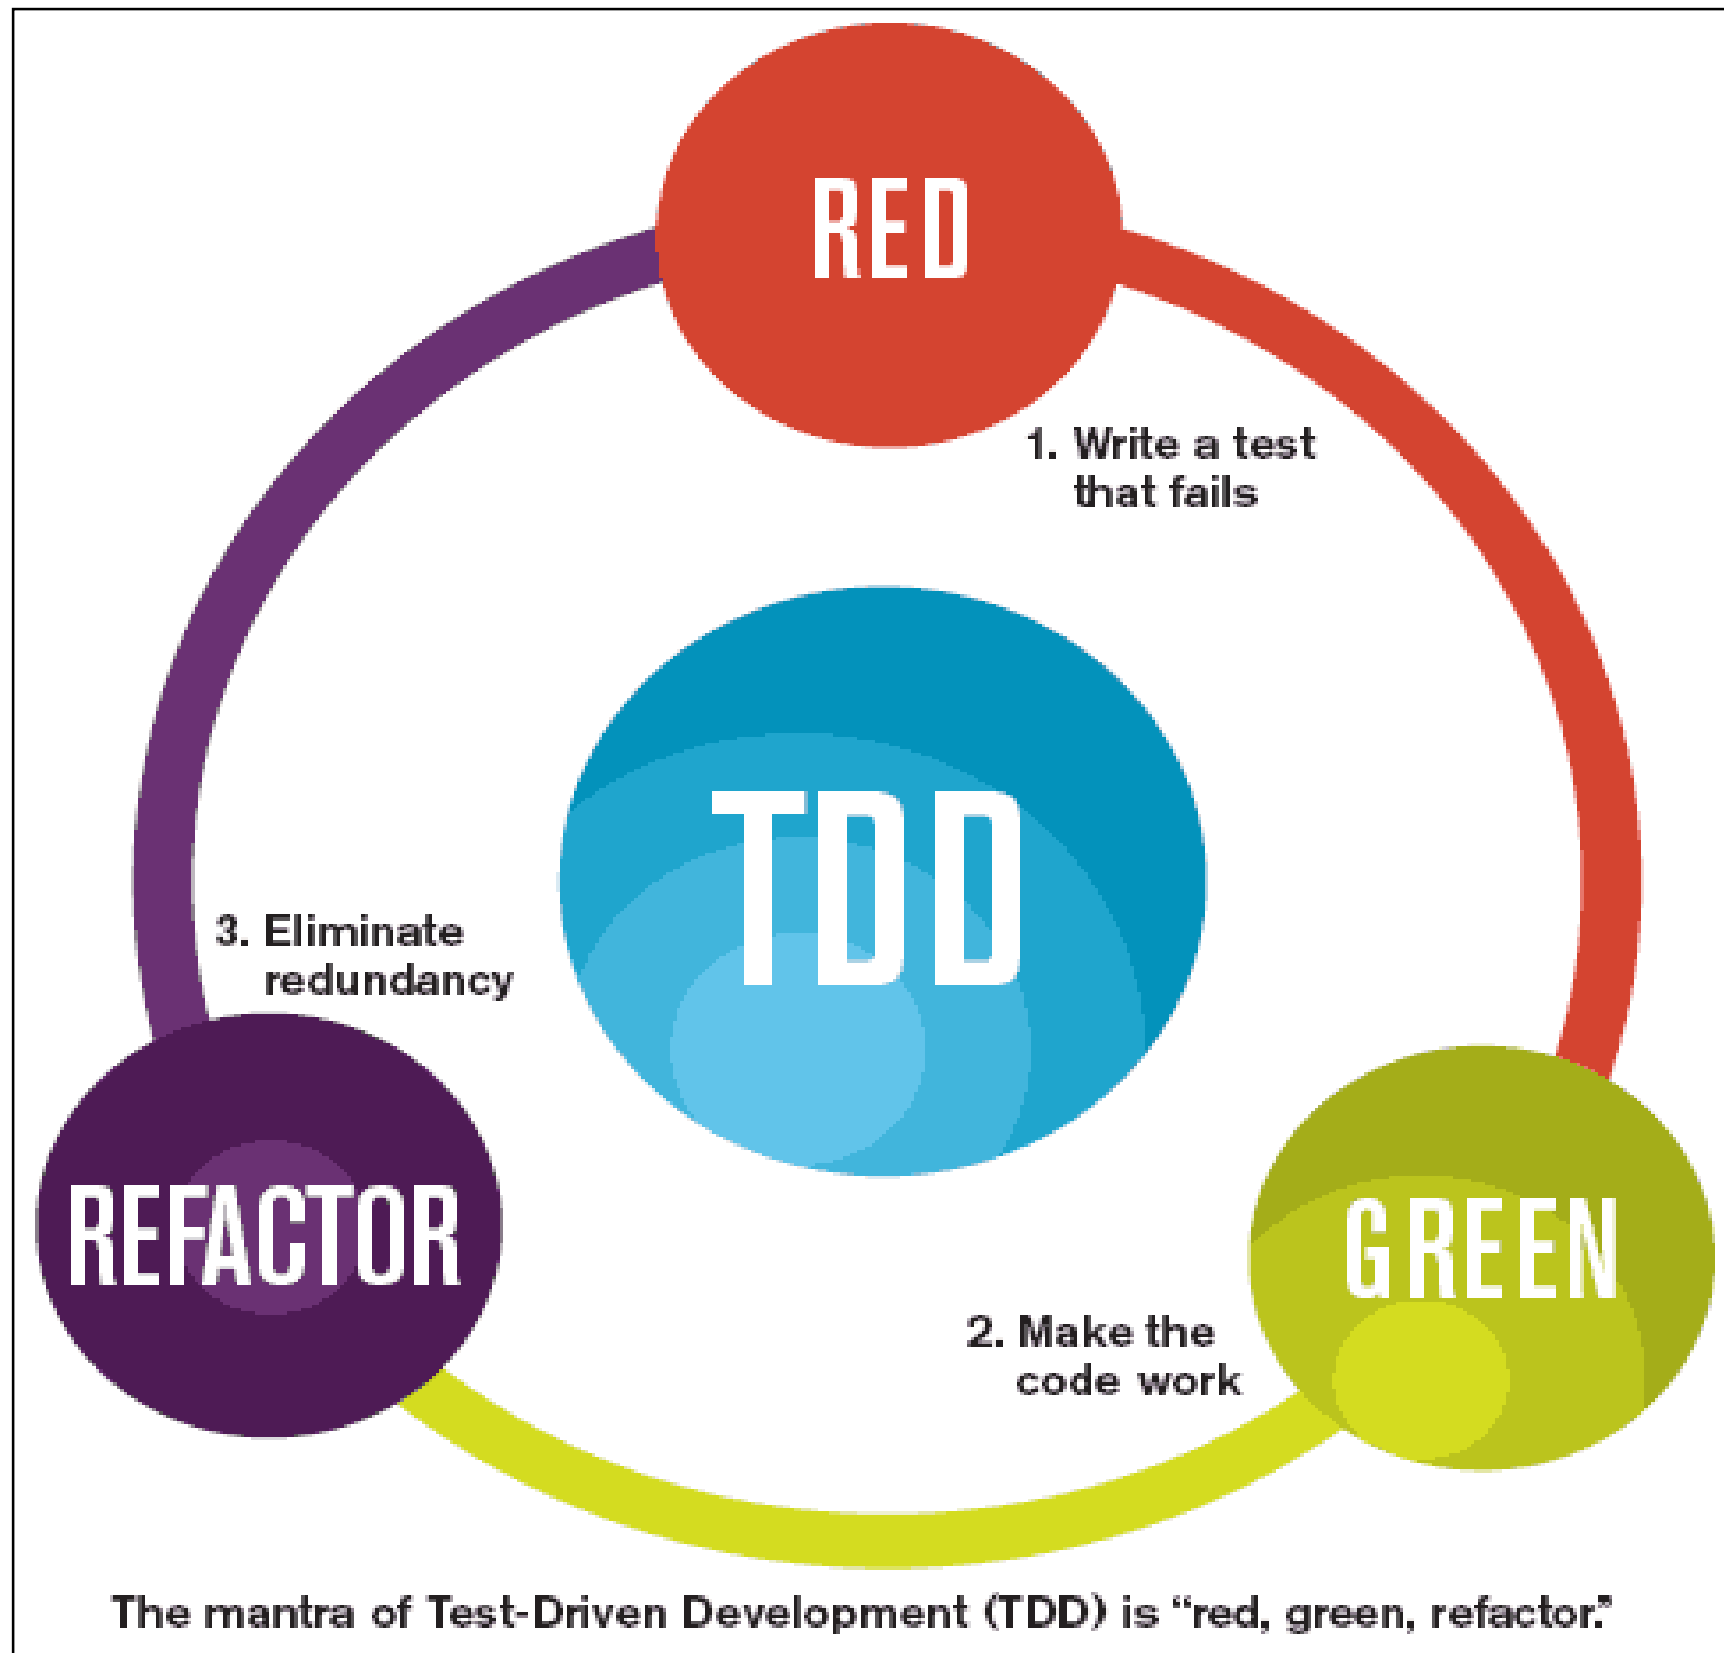 RED
1. Write a test
that fails
TDD
3. Eliminate
redundancy
REFACTOR
GREEN
2. Make the
code work
The mantra of Test-Driven Development (TDD) is “red, green, refactor.”